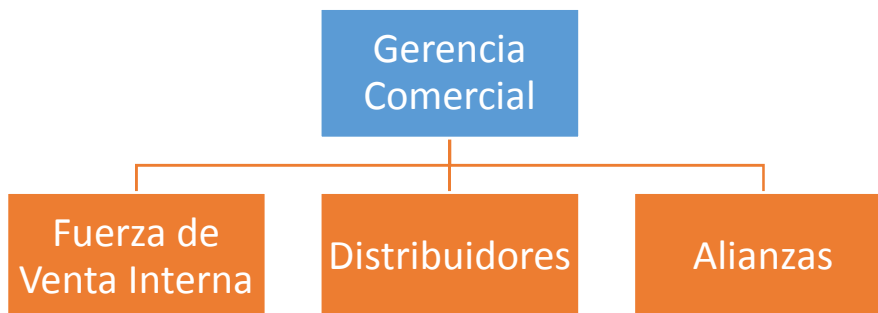 Gerencia
Comercial
Fuerza de
Venta Interna
Distribuidores
Alianzas